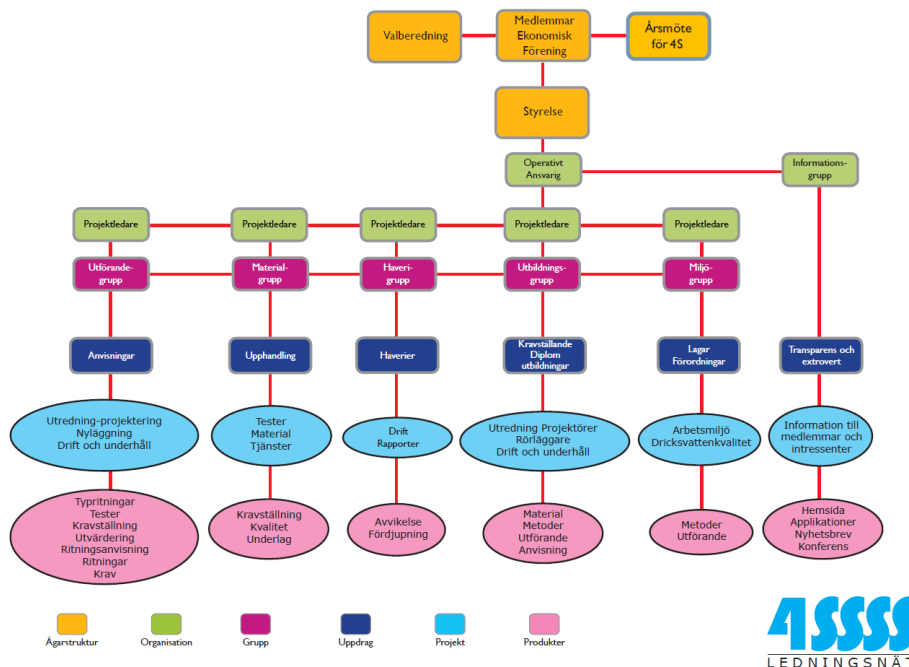 Valberedning
Medlemmar
Ekonomisk
Förening
Årsmöte
för 4S
Styrelse
Operativt
Ansvarig
Informations-
grupp
Projektledare
Projektledare
Projektledare
Projektledare
Projektledare
Utförande-
grupp
Material-
grupp
Haveri-
grupp
Utbildnings-
grupp
Miljö-
grupp
Anvisningar
Upphandling
Haverier
Kravställande
Diplom
utbildningar
Lagar
Förordningar
Transparens och
extrovert
Utredning-projektering
Nyläggning
Drift och underhåll
Tester
Material
Tjänster
Drift
Rapporter
Utredning Projektörer
Rörläggare
Drift och underhåll
Arbetsmiljö
Dricksvattenkvalitet
Information till
medlemmar och
intressenter
Typritningar
Tester
Kravställning
Utvärdering
Ritningsanvisning
Ritningar
Krav
Kravställning
Kvalitet
Underlag
Avvikelse
Fördjupning
Material
Metoder
Utförande
Anvisning
Metoder
Utförande
Hemsida
Applikationer
Nyhetsbrev
Konferens
Ägarstruktur
Organisation
Grupp
Uppdrag
Projekt
Produkter
4SSSS
LEDNINGSNÄT